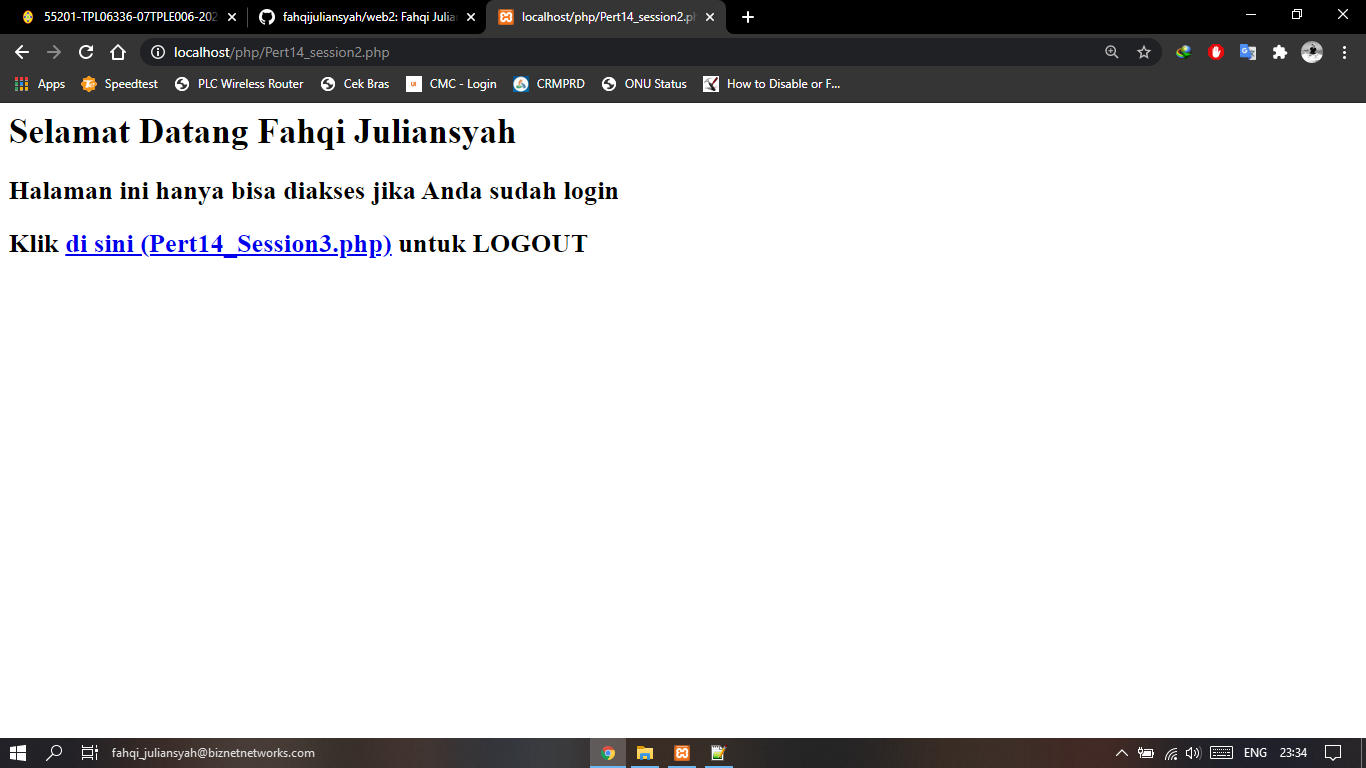 55201-TPL06336-07TPLE006-202
fahqijuliansyah/web2: Fahqi Julia
localhost/php/Pert14_session2.p
localhost/php/Pert14_session2.php
Apps Speedtest PLC Wireless Router Cek Bras CMC - Login CRMPRD ONU Status How to Disable or F...
Selamat Datang Fahqi Juliansyah
Halaman ini hanya bisa diakses jika Anda sudah login
Klik di sini (Pert14_Session3.php) untuk LOGOUT
fahqi_juliansyah@biznetnetworks.com
ENG 23:34